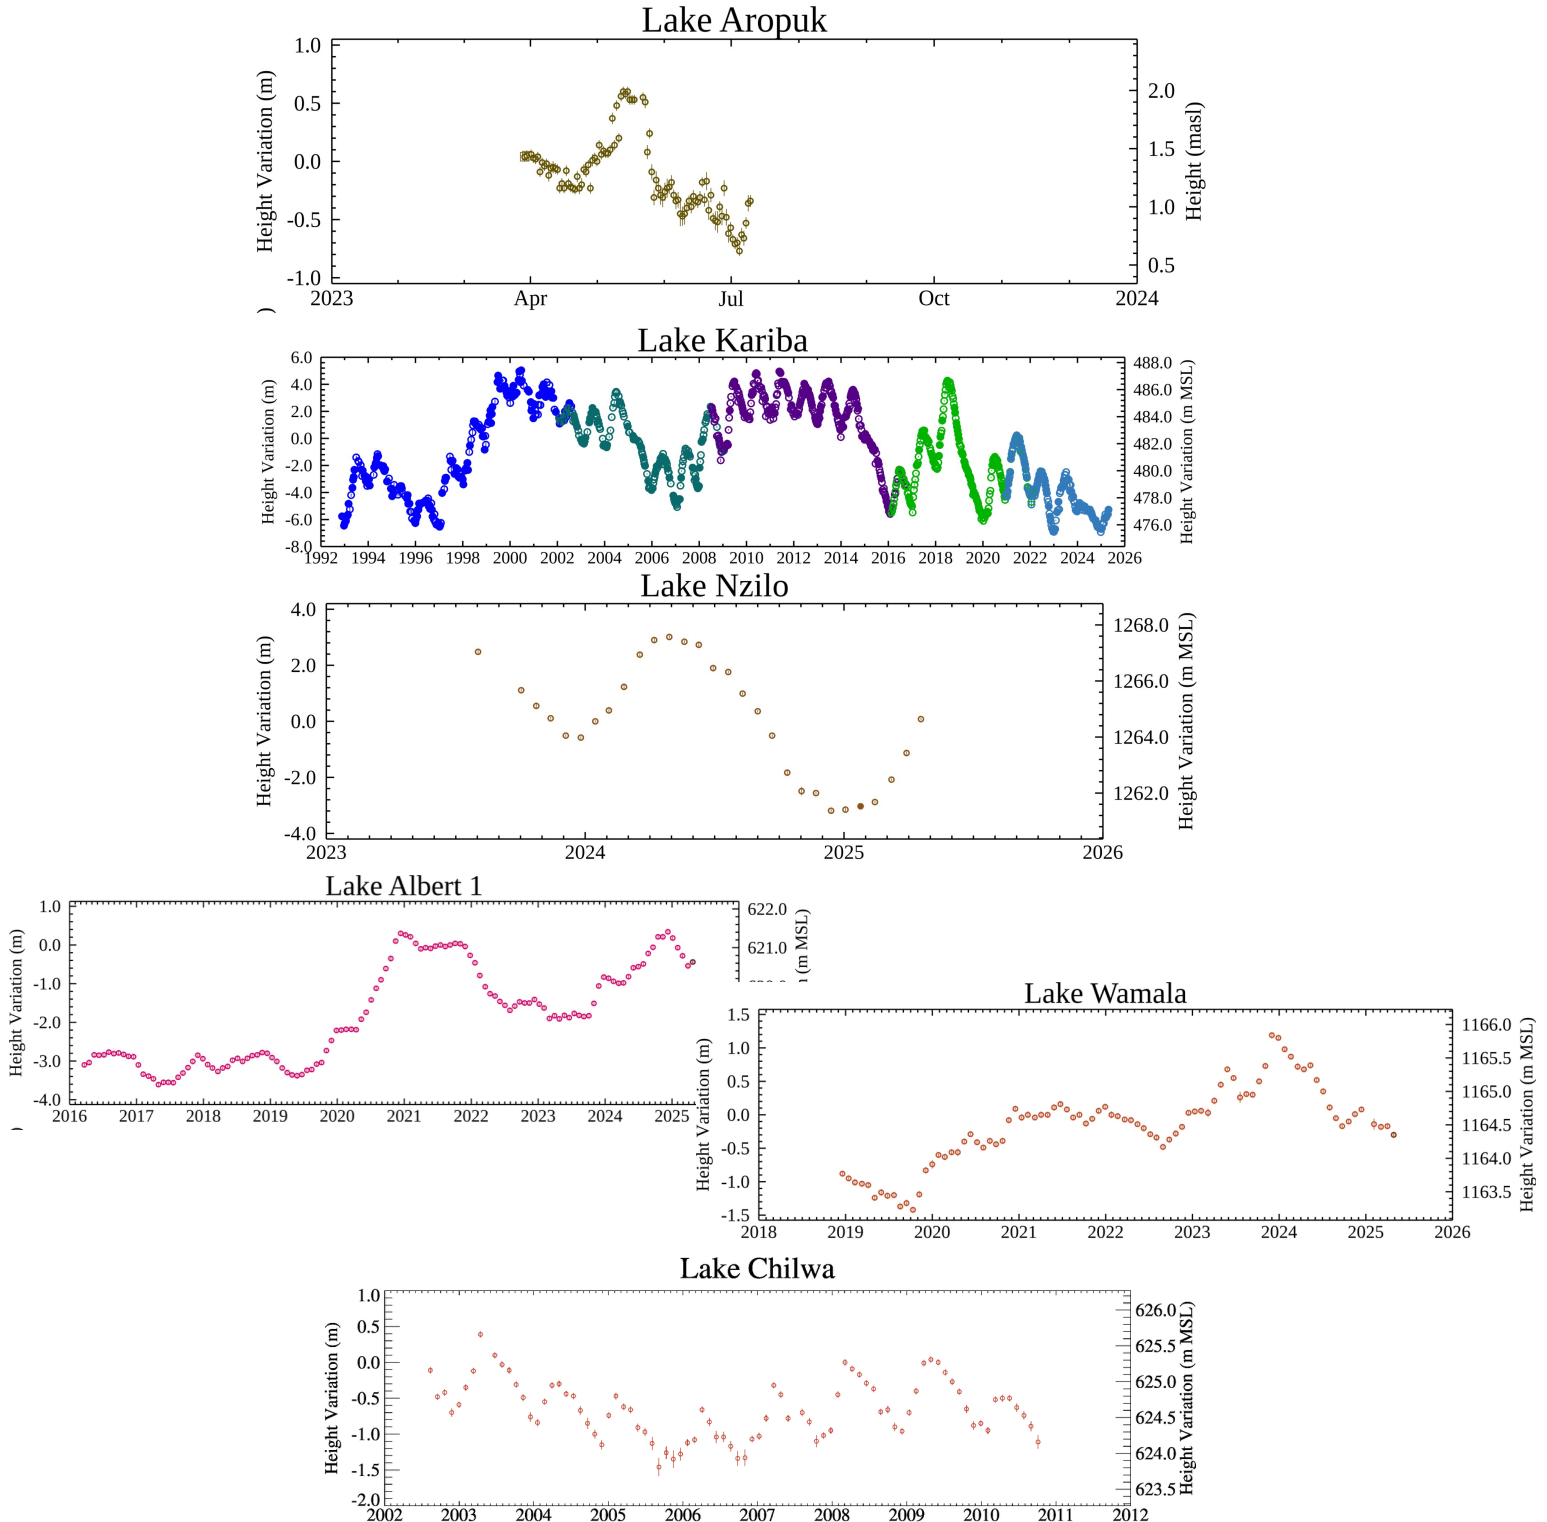 Lake Aropuk
1.0
0.5
0.0
-0.5
-1.0
Height Variation (m)
2.0
1.5
1.0
0.5
Height (masl)
2023 Apr Jul Oct 2024
)
Lake Kariba
6.0
4.0
2.0
0.0
-2.0
-4.0
-6.0
-8.0
Height Variation (m)
488.0
486.0
484.0
482.0
480.0
478.0
476.0
Height Variation (m MSL)
1992 1994 1996 1998 2000 2002 2004 2006 2008 2010 2012 2014 2016 2018 2020 2022 2024 2026
Lake Nzilo
4.0
2.0
0.0
-2.0
-4.0
Height Variation (m)
1268.0
1266.0
1264.0
1262.0
Height Variation (m MSL)
2023 2024 2025 2026
Lake Albert 1
1.0
0.0
-1.0
-2.0
-3.0
-4.0
Height Variation (m)
622.0
621.0
(m MSL)
2016 2017 2018 2019 2020 2021 2022 2023 2024 2025
)
Lake Wamala
1.5
1.0
0.5
0.0
-0.5
-1.0
-1.5
Height Variation (m)
1166.0
1165.5
1165.0
1164.5
1164.0
1163.5
Height Variation (m MSL)
2018 2019 2020 2021 2022 2023 2024 2025 2026
Lake Chilwa
1.0
0.5
0.0
-0.5
-1.0
-1.5
-2.0
Height Variation (m)
626.0
625.5
625.0
624.5
624.0
623.5
Height Variation (m MSL)
2002 2003 2004 2005 2006 2007 2008 2009 2010 2011 2012